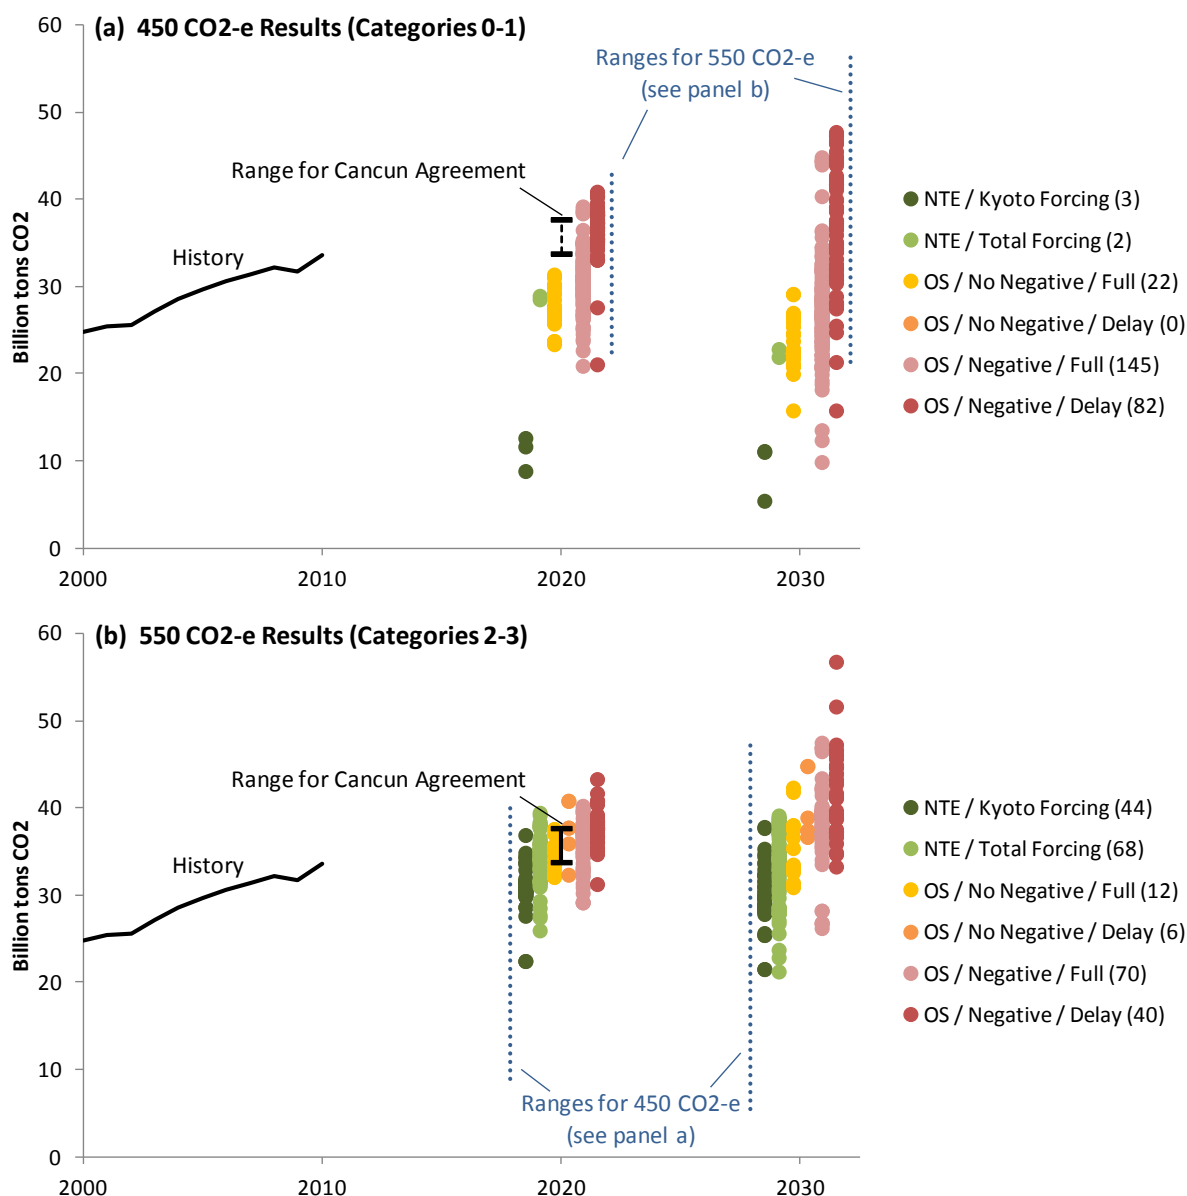 (a) 450 CO2-e Results (Categories 0-1)
60
50
40
30
20
10
0
Billion tons CO2
2000
2010
2020
2030
History
Range for Cancun Agreement
Ranges for 550 CO2-e
(see panel b)
NTE / Kyoto Forcing (3)
NTE / Total Forcing (2)
OS / No Negative / Full (22)
OS / No Negative / Delay (0)
OS / Negative / Full (145)
OS / Negative / Delay (82)
(b) 550 CO2-e Results (Categories 2-3)
60
50
40
30
20
10
0
Billion tons CO2
2000
2010
2020
2030
History
Range for Cancun Agreement
Ranges for 450 CO2-e
(see panel a)
NTE / Kyoto Forcing (44)
NTE / Total Forcing (68)
OS / No Negative / Full (12)
OS / No Negative / Delay (6)
OS / Negative / Full (70)
OS / Negative / Delay (40)